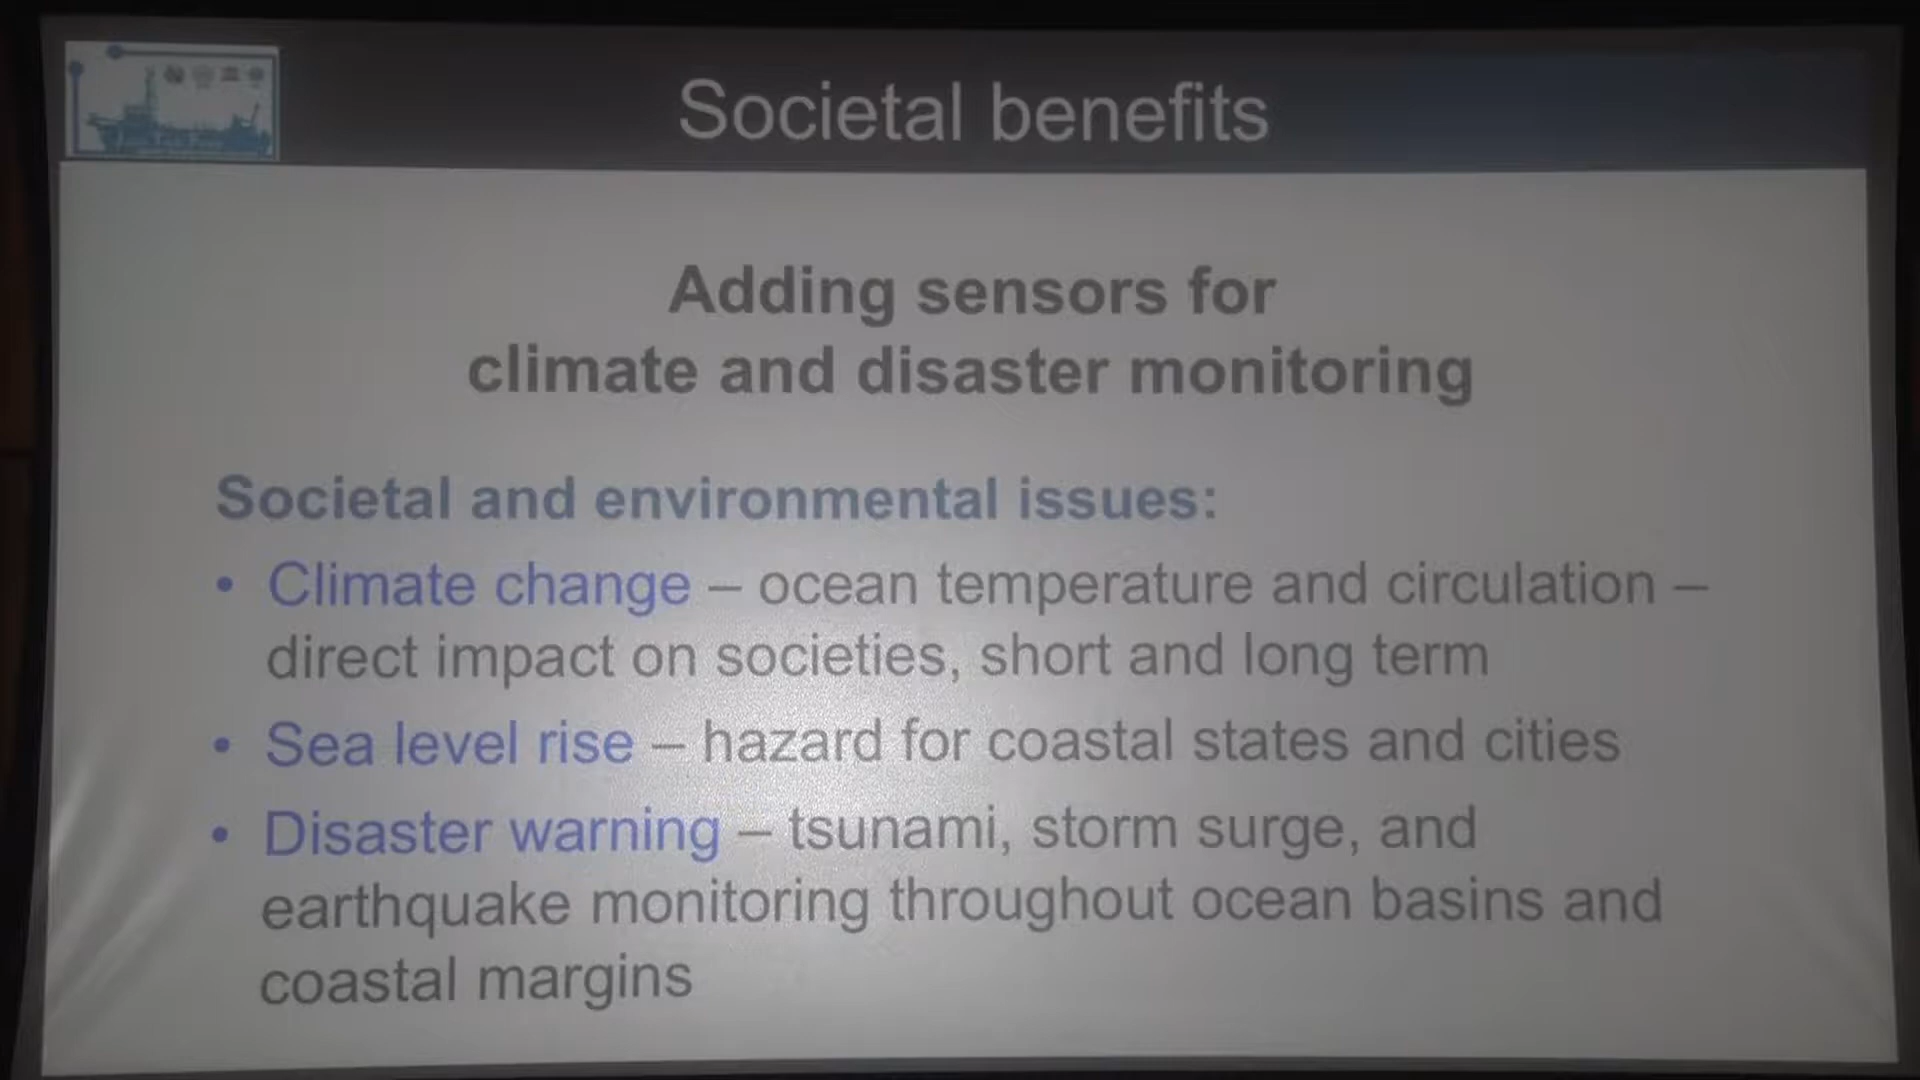 Societal benefits
Adding sensors for
climate and disaster monitoring
Societal and environmental issues:
• Climate change – ocean temperature and circulation –
direct impact on societies, short and long term
• Sea level rise – hazard for coastal states and cities
• Disaster warning – tsunami, storm surge, and
earthquake monitoring throughout ocean basins and
coastal margins